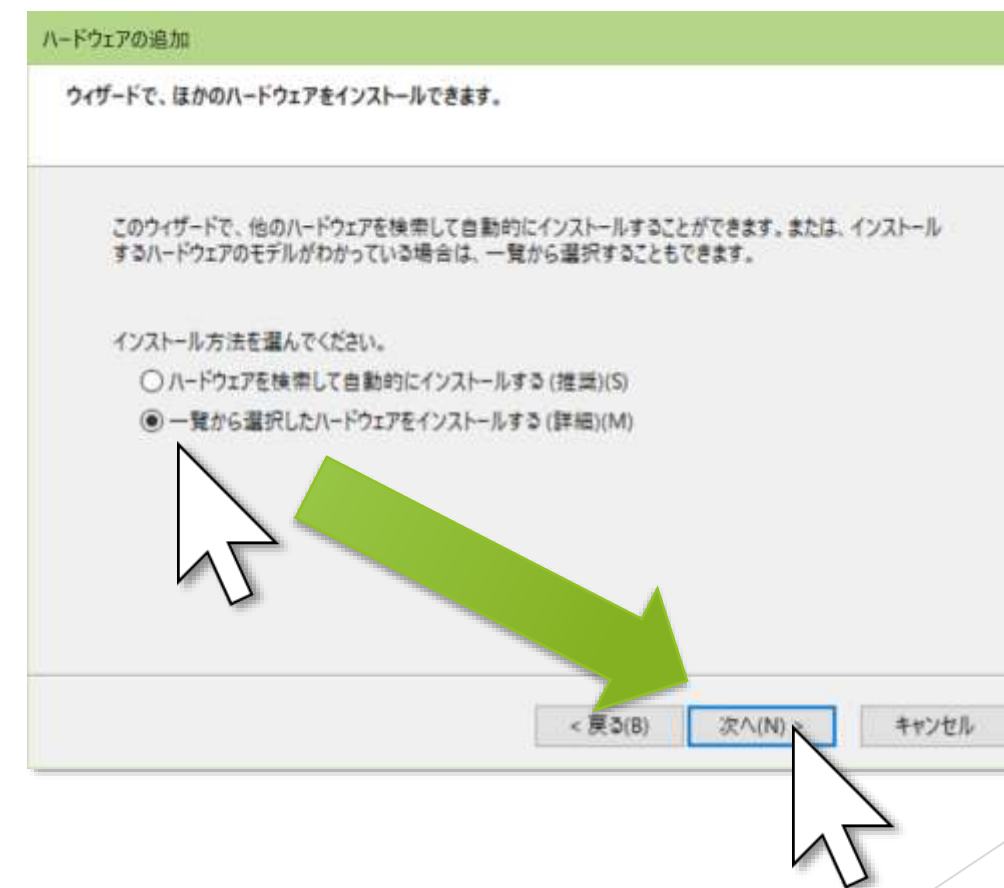 ハードウェアの追加
ウィザードで、ほかのハードウェアをインストールできます。
このウィザードで、他のハードウェアを検索して自動的にインストールすることができます。または、インストール
するハードウェアのモデルがわかっている場合は、一覧から選択することもできます。
インストール方法を選んでください。
ハードウェアを検索して自動的にインストールする (推奨)(S)
一覧から選択したハードウェアをインストールする (詳細)(M)
< 戻る(B) 次へ(N) > キャンセル